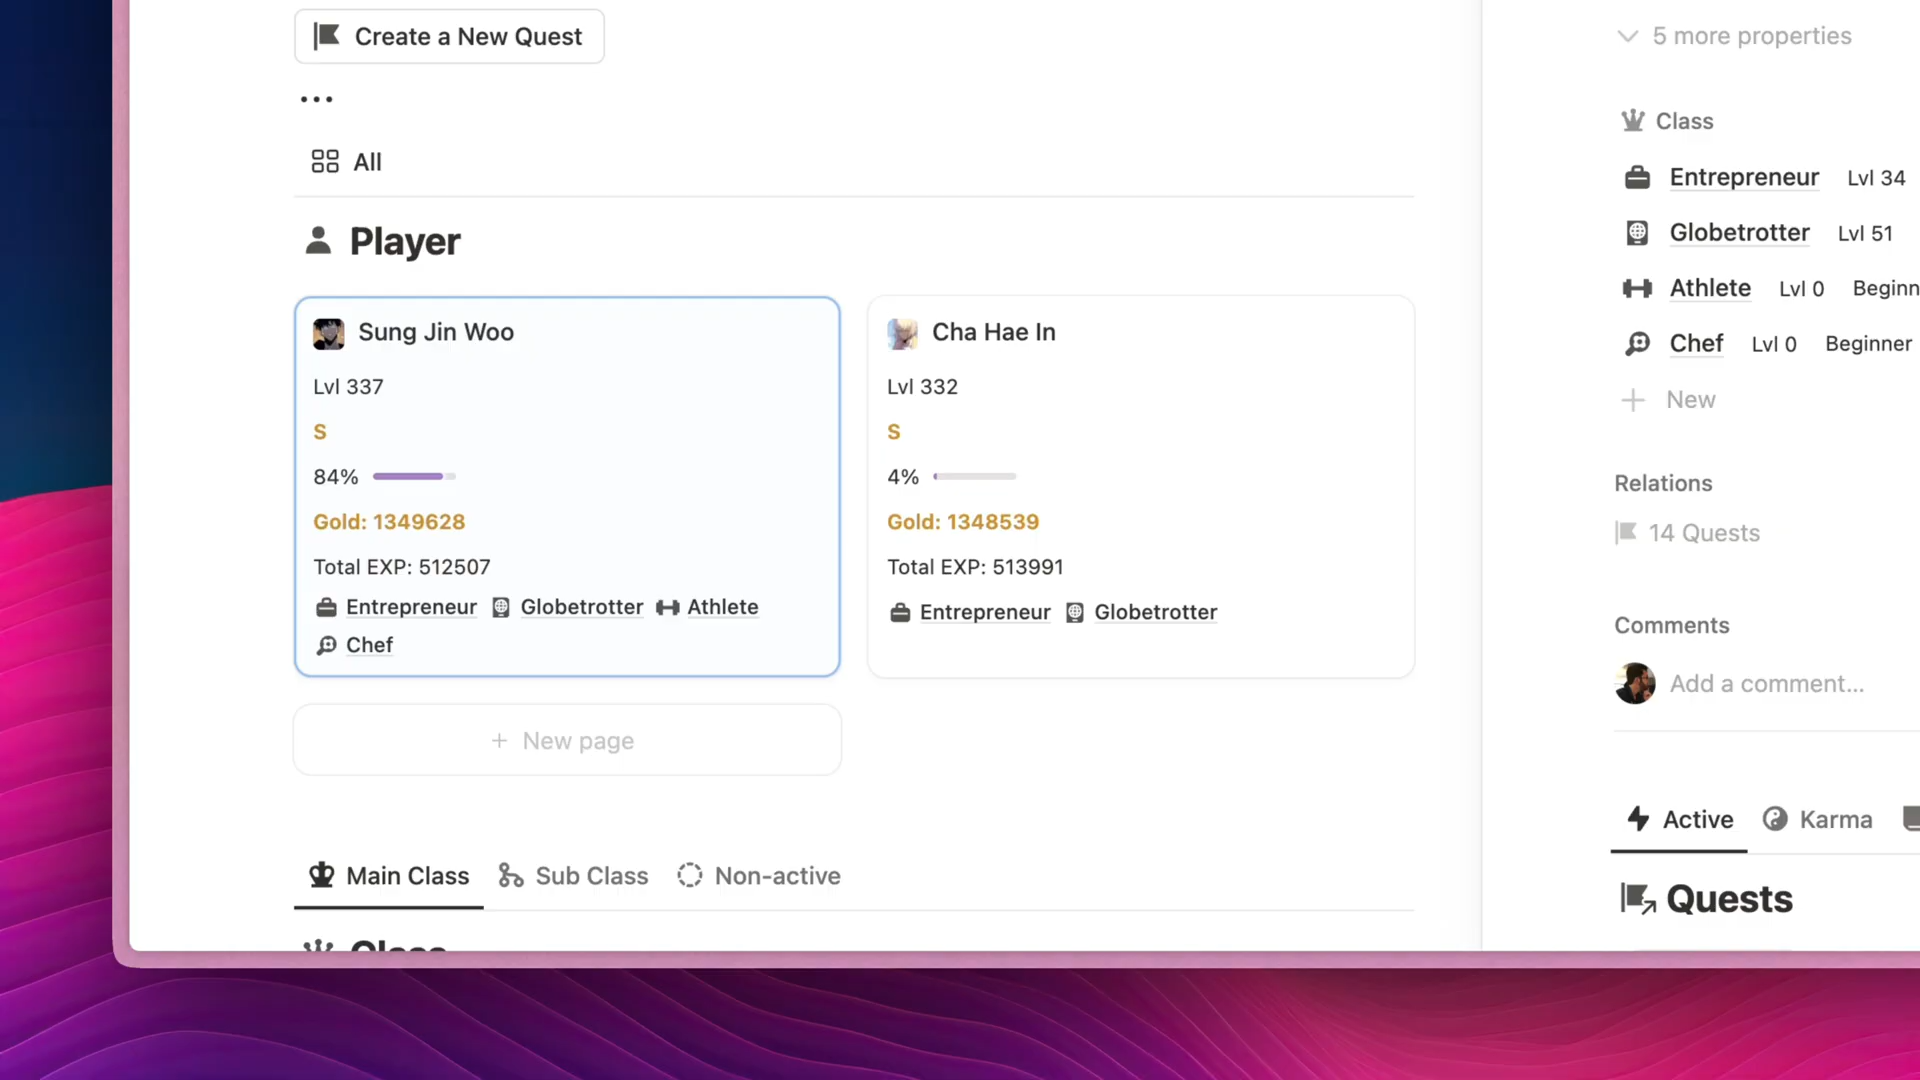 Create a New Quest
...
All
Player
Sung Jin Woo
Lvl 337
S
84%
Gold: 1349628
Total EXP: 512507
Entrepreneur Globetrotter Athlete
Chef
Cha Hae In
Lvl 332
S
4%
Gold: 1348539
Total EXP: 513991
Entrepreneur Globetrotter
+ New page
Main Class Sub Class Non-active
Class
5 more properties
Class
Entrepreneur Lvl 34
Globetrotter Lvl 51
Athlete Lvl 0 Beginn
Chef Lvl 0 Beginner
+ New
Relations
14 Quests
Comments
Add a comment...
Active Karma
Quests